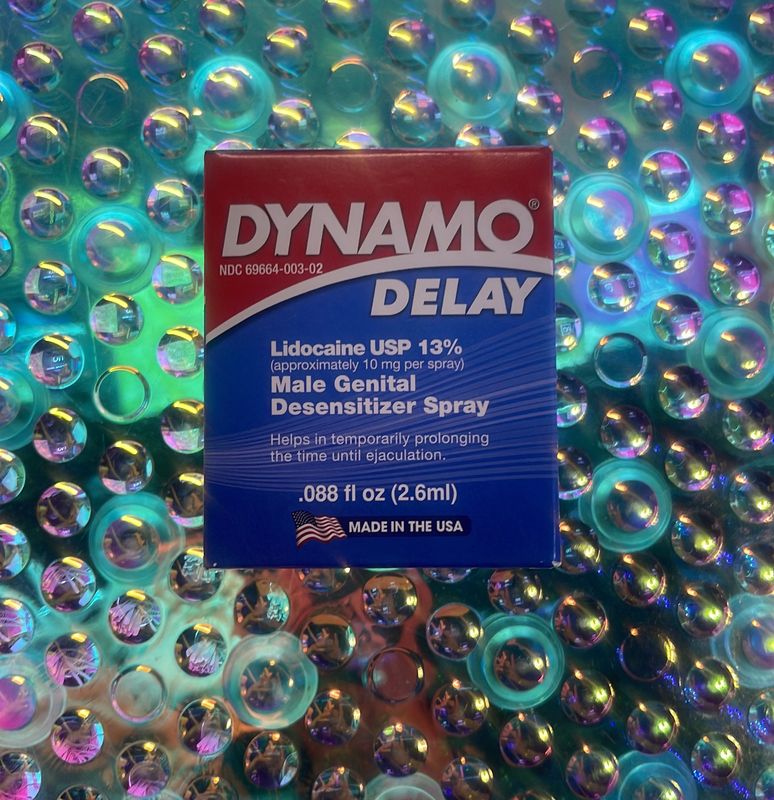 DYNAMO®
NDC 69664-003-02
DELAY
Lidocaine USP 13%
(approximately 10 mg per spray)
Male Genital
Desensitizer Spray
Helps in temporarily prolonging
the time until ejaculation.
.088 fl oz (2.6ml)
MADE IN THE USA